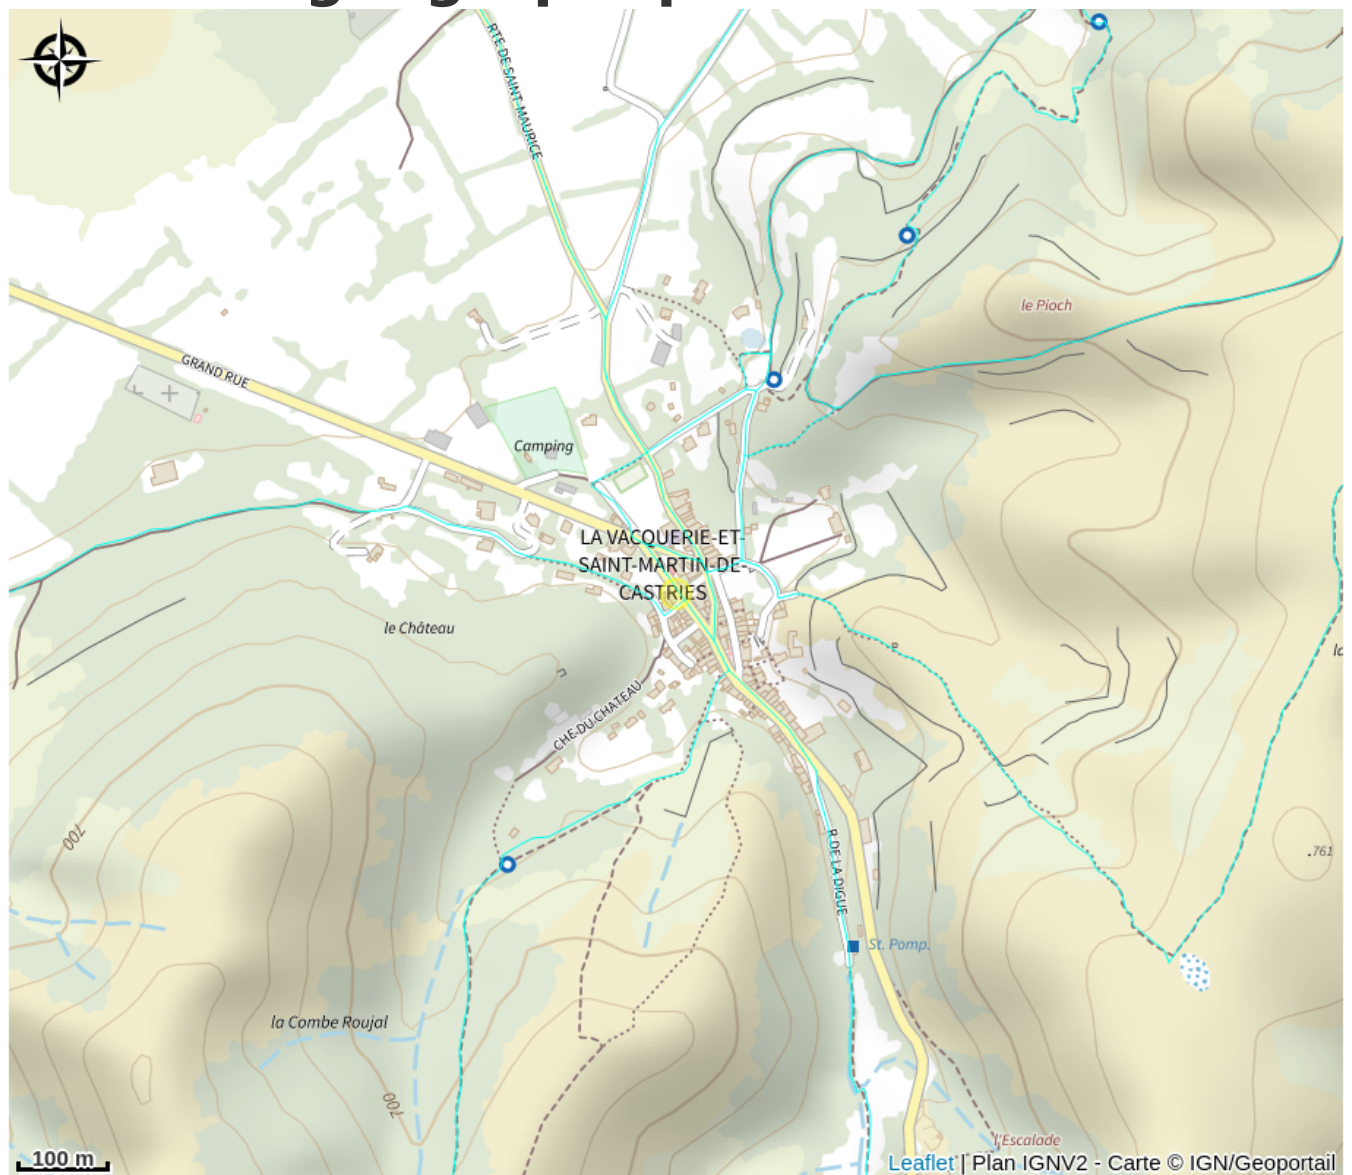 RTE DE SAINT-MAURICE
le Pioch
GRAND RUE
Camping
LA VACQUERIE-ET-
SAINT-MARTIN-DE-
CASTRIES
le Château
CHE DU CHATEAU
700
.761
R DE LA DIGUE
St. Pomp.
la Combe Roujal
700
l'Escalade
100 m
Leaflet | Plan IGNV2 - Carte © IGN/Geoportail